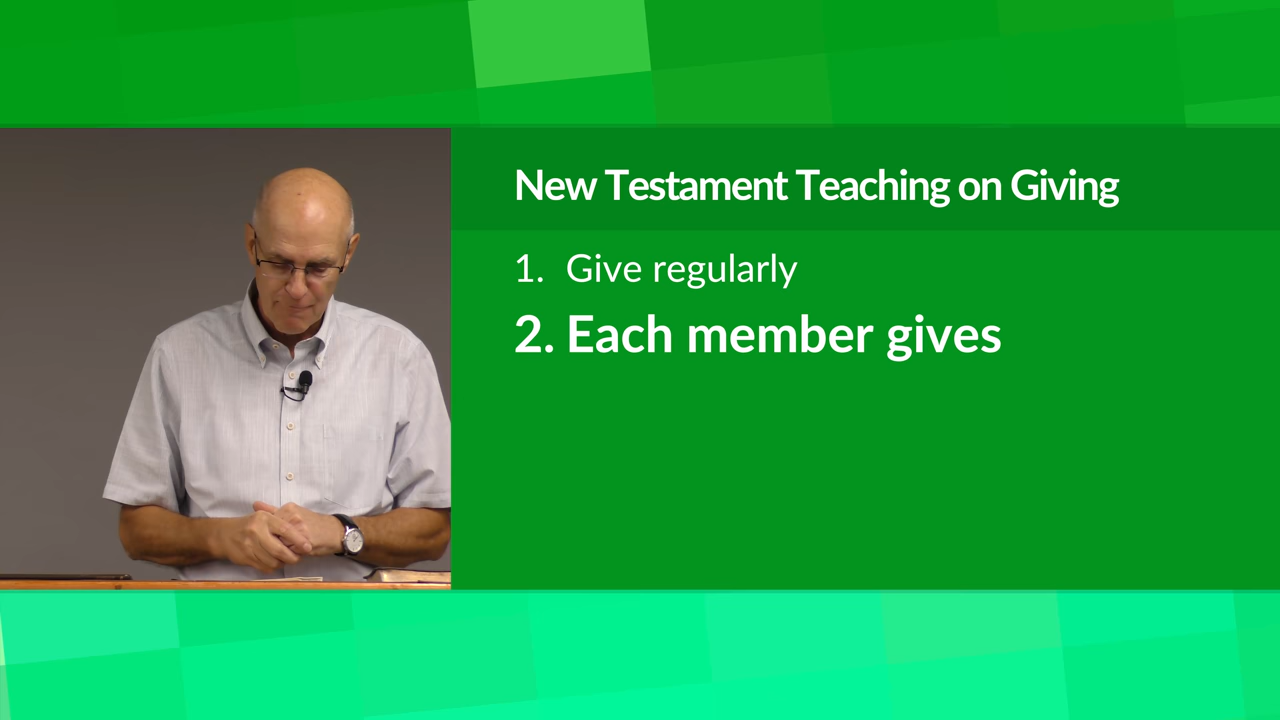 New Testament Teaching on Giving
1. Give regularly
2. Each member gives